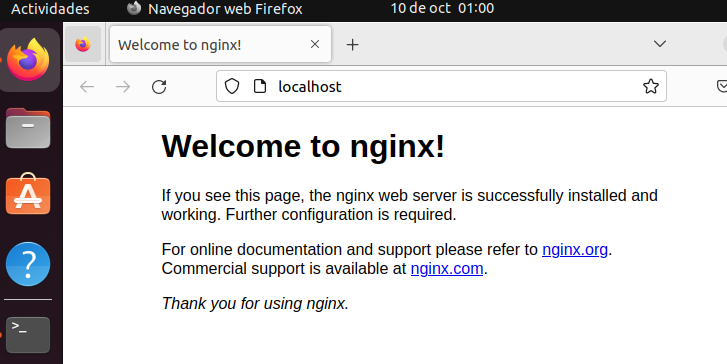 Actividades Navegador web Firefox 10 de oct 01:00
Welcome to nginx!
localhost
Welcome to nginx!
If you see this page, the nginx web server is successfully installed and
working. Further configuration is required.
For online documentation and support please refer to nginx.org.
Commercial support is available at nginx.com.
Thank you for using nginx.